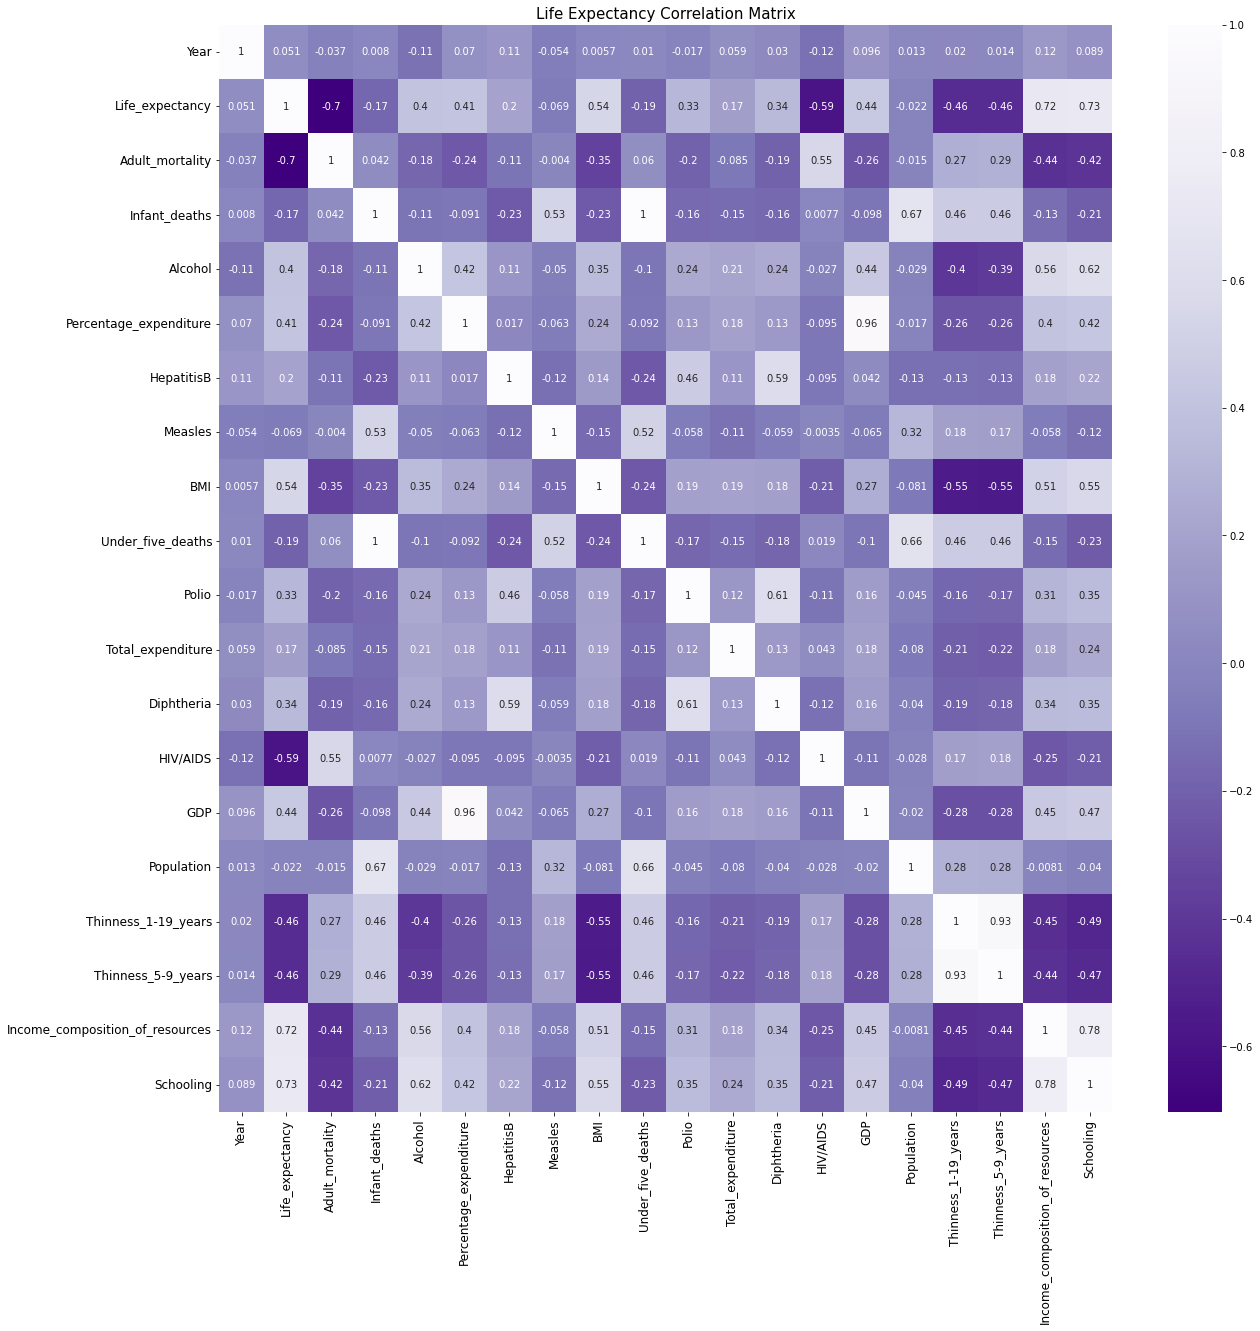 Life Expectancy Correlation Matrix
Year 1 0.051 -0.037 0.008 -0.11 0.07 0.11 -0.054 0.0057 0.01 -0.017 0.059 0.03 -0.12 0.096 0.013 0.02 0.014 0.12 0.089
Life_expectancy 0.051 1 -0.7 -0.17 0.4 0.41 0.2 -0.069 0.54 -0.19 0.33 0.17 0.34 -0.59 0.44 -0.022 -0.46 -0.46 0.72 0.73
Adult_mortality -0.037 -0.7 1 0.042 -0.18 -0.24 -0.11 -0.004 -0.35 0.06 -0.2 -0.085 -0.19 0.55 -0.26 -0.015 0.27 0.29 -0.44 -0.42
Infant_deaths 0.008 -0.17 0.042 1 -0.11 -0.091 -0.23 0.53 -0.23 1 -0.16 -0.15 -0.16 0.0077 -0.098 0.67 0.46 0.46 -0.13 -0.21
Alcohol -0.11 0.4 -0.18 -0.11 1 0.42 0.11 -0.05 0.35 -0.1 0.24 0.21 0.24 -0.027 0.44 -0.029 -0.4 -0.39 0.56 0.62
Percentage_expenditure 0.07 0.41 -0.24 -0.091 0.42 1 0.017 -0.063 0.24 -0.092 0.13 0.18 0.13 -0.095 0.96 -0.017 -0.26 -0.26 0.4 0.42
HepatitisB 0.11 0.2 -0.11 -0.23 0.11 0.017 1 -0.12 0.14 -0.24 0.46 0.11 0.59 -0.095 0.042 -0.13 -0.13 -0.13 0.18 0.22
Measles -0.054 -0.069 -0.004 0.53 -0.05 -0.063 -0.12 1 -0.15 0.52 -0.058 -0.11 -0.059 -0.0035 -0.065 0.32 0.18 0.17 -0.058 -0.12
BMI 0.0057 0.54 -0.35 -0.23 0.35 0.24 0.14 -0.15 1 -0.24 0.19 0.19 0.18 -0.21 0.27 -0.081 -0.55 -0.55 0.51 0.55
Under_five_deaths 0.01 -0.19 0.06 1 -0.1 -0.092 -0.24 0.52 -0.24 1 -0.17 -0.15 -0.18 0.019 -0.1 0.66 0.46 0.46 -0.15 -0.23
Polio -0.017 0.33 -0.2 -0.16 0.24 0.13 0.46 -0.058 0.19 -0.17 1 0.12 0.61 -0.11 0.16 -0.045 -0.16 -0.17 0.31 0.35
Total_expenditure 0.059 0.17 -0.085 -0.15 0.21 0.18 0.11 -0.11 0.19 -0.15 0.12 1 0.13 0.043 0.18 -0.08 -0.21 -0.22 0.18 0.24
Diphtheria 0.03 0.34 -0.19 -0.16 0.24 0.13 0.59 -0.059 0.18 -0.18 0.61 0.13 1 -0.12 0.16 -0.04 -0.19 -0.18 0.34 0.35
HIV/AIDS -0.12 -0.59 0.55 0.0077 -0.027 -0.095 -0.095 -0.0035 -0.21 0.019 -0.11 0.043 -0.12 1 -0.11 -0.028 0.17 0.18 -0.25 -0.21
GDP 0.096 0.44 -0.26 -0.098 0.44 0.96 0.042 -0.065 0.27 -0.1 0.16 0.18 0.16 -0.11 1 -0.02 -0.28 -0.28 0.45 0.47
Population 0.013 -0.022 -0.015 0.67 -0.029 -0.017 -0.13 0.32 -0.081 0.66 -0.045 -0.08 -0.04 -0.028 -0.02 1 0.28 0.28 -0.0081 -0.04
Thinness_1-19_years 0.02 -0.46 0.27 0.46 -0.4 -0.26 -0.13 0.18 -0.55 0.46 -0.16 -0.21 -0.19 0.17 -0.28 0.28 1 0.93 -0.45 -0.49
Thinness_5-9_years 0.014 -0.46 0.29 0.46 -0.39 -0.26 -0.13 0.17 -0.55 0.46 -0.17 -0.22 -0.18 0.18 -0.28 0.28 0.93 1 -0.44 -0.47
Income_composition_of_resources 0.12 0.72 -0.44 -0.13 0.56 0.4 0.18 -0.058 0.51 -0.15 0.31 0.18 0.34 -0.25 0.45 -0.0081 -0.45 -0.44 1 0.78
Schooling 0.089 0.73 -0.42 -0.21 0.62 0.42 0.22 -0.12 0.55 -0.23 0.35 0.24 0.35 -0.21 0.47 -0.04 -0.49 -0.47 0.78 1
Year
Life_expectancy
Adult_mortality
Infant_deaths
Alcohol
Percentage_expenditure
HepatitisB
Measles
BMI
Under_five_deaths
Polio
Total_expenditure
Diphtheria
HIV/AIDS
GDP
Population
Thinness_1-19_years
Thinness_5-9_years
Income_composition_of_resources
Schooling
1.0
0.8
0.6
0.4
0.2
0.0
−0.2
−0.4
−0.6